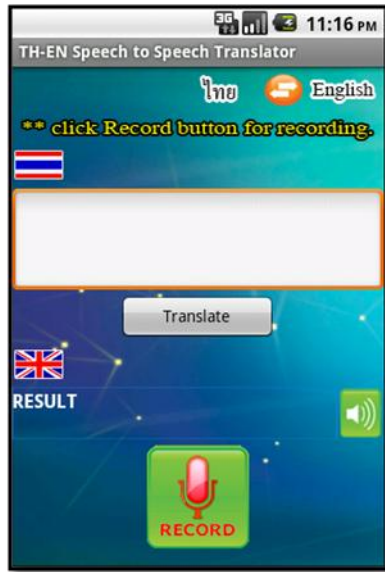 3G 11:16 PM
TH-EN Speech to Speech Translator
ไทย English
** click Record button for recording.
Translate
RESULT
RECORD